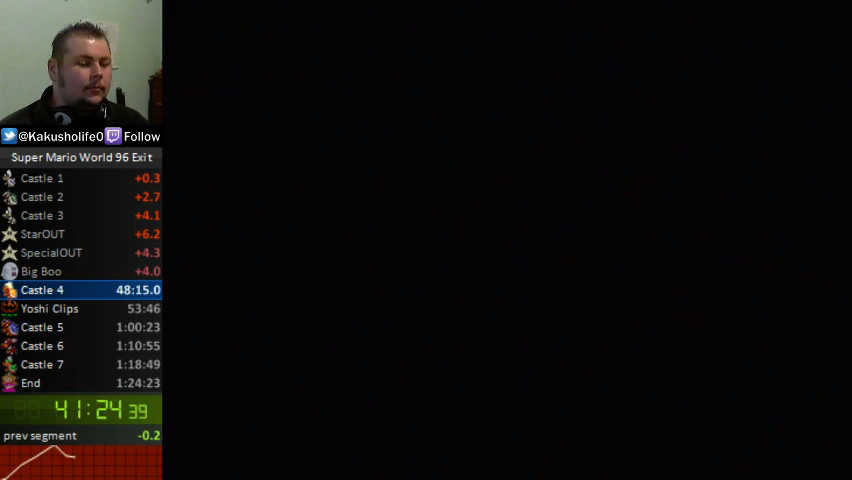 @Kakusholife0 Follow
Super Mario World 96 Exit
Castle 1 +0.3
Castle 2 +2.7
Castle 3 +4.1
StarOUT +6.2
SpecialOUT +4.3
Big Boo +4.0
Castle 4 48:15.0
Yoshi Clips 53:46
Castle 5 1:00:23
Castle 6 1:10:55
Castle 7 1:18:49
End 1:24:23
41:24 39
prev segment -0.2